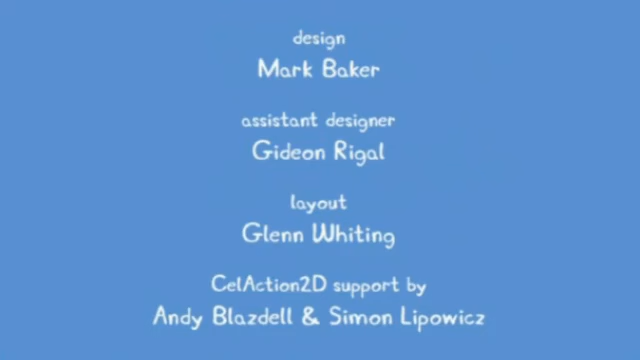 design
Mark Baker
assistant designer
Gideon Rigal
layout
Glenn Whiting
CelAction2D support by
Andy Blazdell & Simon Lipowicz